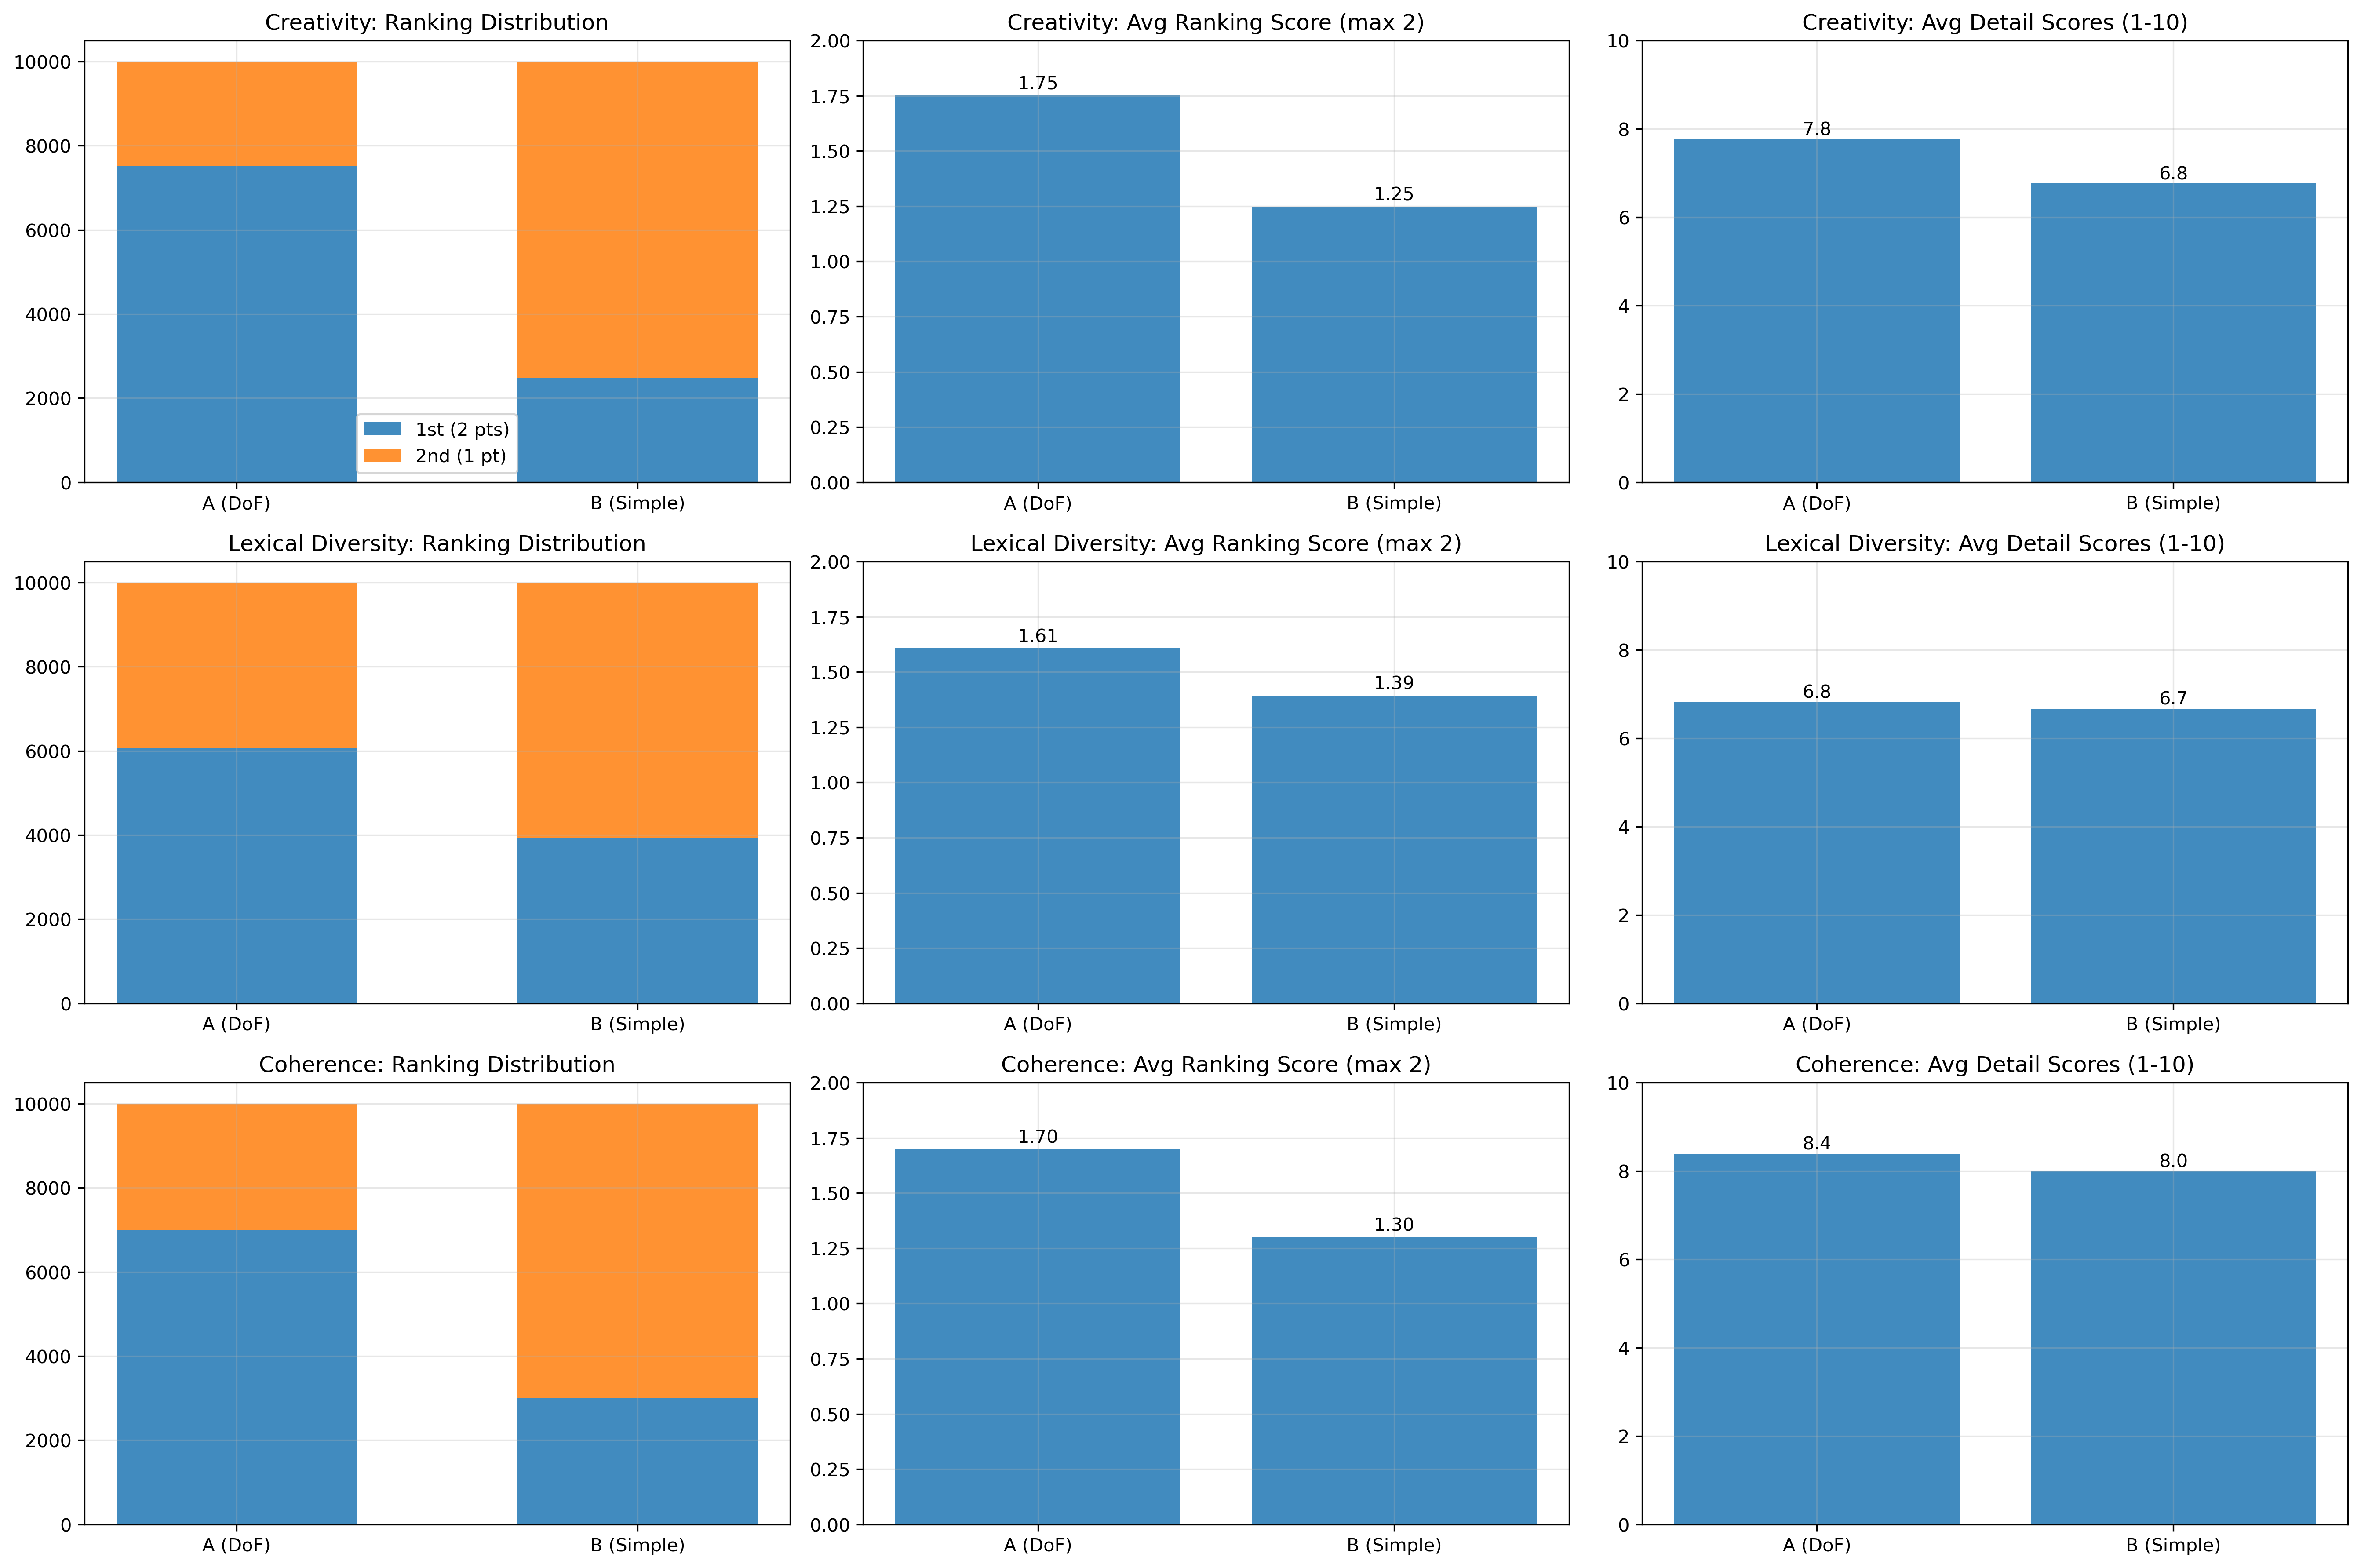 Creativity: Ranking Distribution
10000
8000
6000
4000
2000
0
1st (2 pts)
2nd (1 pt)
A (DoF)
B (Simple)
Creativity: Avg Ranking Score (max 2)
2.00
1.75
1.50
1.25
1.00
0.75
0.50
0.25
0.00
1.75
1.25
A (DoF)
B (Simple)
Creativity: Avg Detail Scores (1-10)
10
8
6
4
2
0
7.8
6.8
A (DoF)
B (Simple)
Lexical Diversity: Ranking Distribution
10000
8000
6000
4000
2000
0
A (DoF)
B (Simple)
Lexical Diversity: Avg Ranking Score (max 2)
2.00
1.75
1.50
1.25
1.00
0.75
0.50
0.25
0.00
1.61
1.39
A (DoF)
B (Simple)
Lexical Diversity: Avg Detail Scores (1-10)
10
8
6
4
2
0
6.8
6.7
A (DoF)
B (Simple)
Coherence: Ranking Distribution
10000
8000
6000
4000
2000
0
A (DoF)
B (Simple)
Coherence: Avg Ranking Score (max 2)
2.00
1.75
1.50
1.25
1.00
0.75
0.50
0.25
0.00
1.70
1.30
A (DoF)
B (Simple)
Coherence: Avg Detail Scores (1-10)
10
8
6
4
2
0
8.4
8.0
A (DoF)
B (Simple)